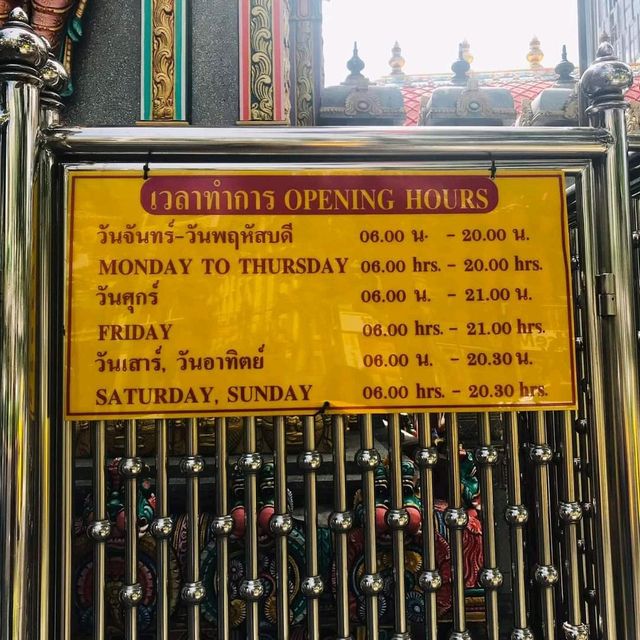 เวลาทำการ OPENING HOURS
วันจันทร์-วันพฤหัสบดี 06.00 น. - 20.00 น.
MONDAY TO THURSDAY 06.00 hrs. - 20.00 hrs.
วันศุกร์ 06.00 น. - 21.00 น.
FRIDAY 06.00 hrs. - 21.00 hrs.
วันเสาร์, วันอาทิตย์ 06.00 น. - 20.30 น.
SATURDAY, SUNDAY 06.00 hrs. - 20.30 hrs.